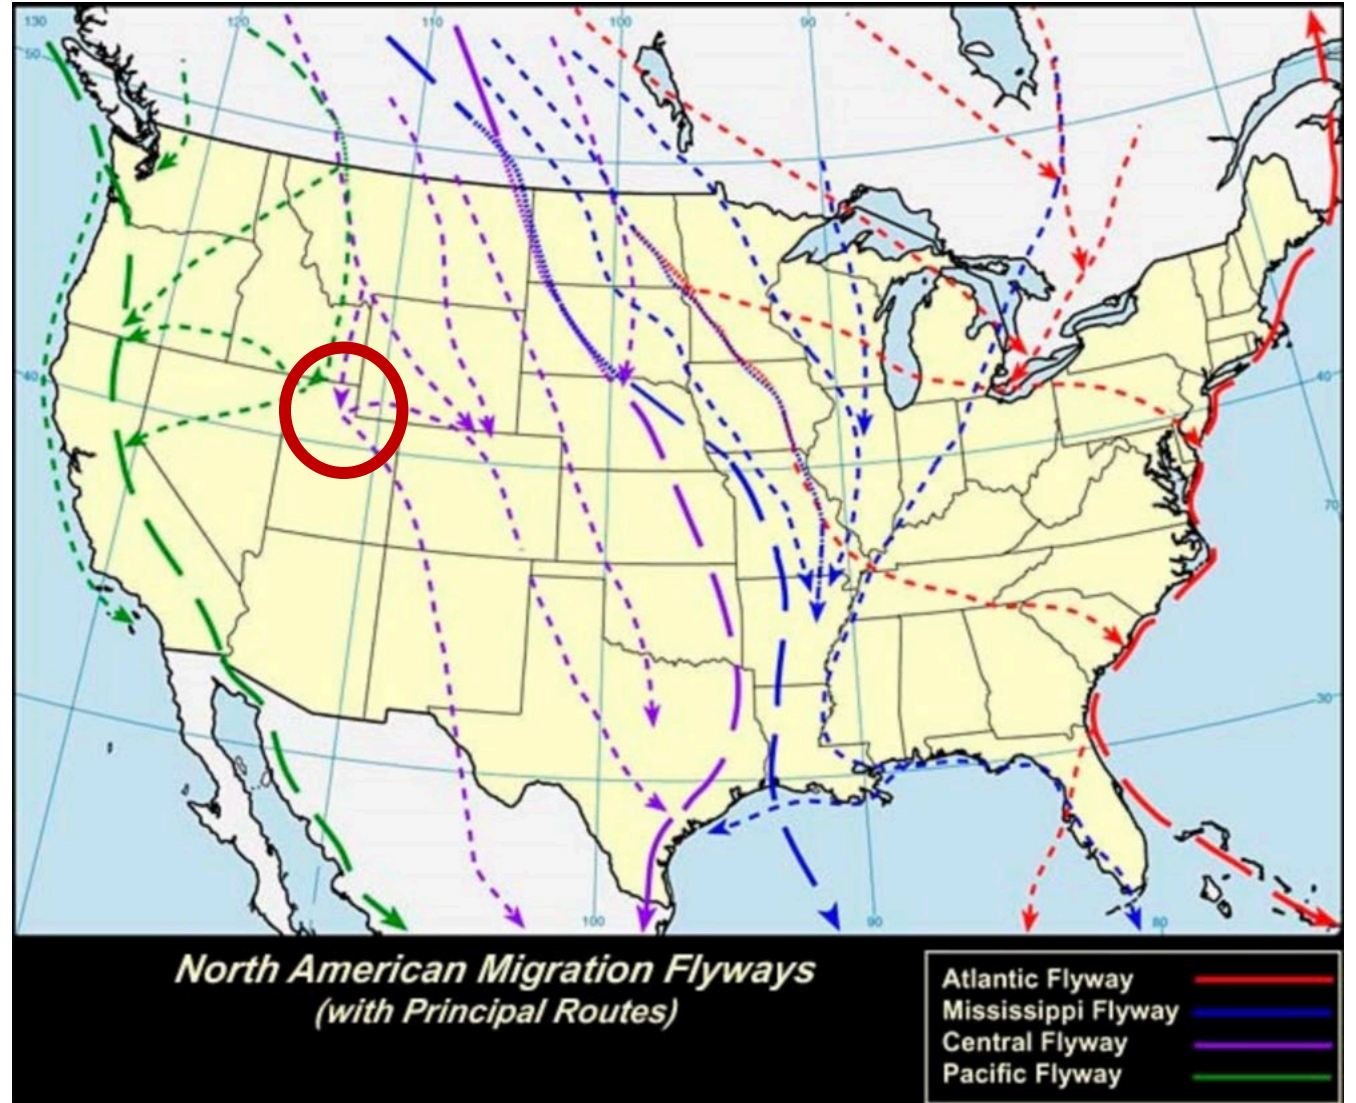 130
120
110
100
90
50
40
40
70
30
100
90
80
North American Migration Flyways
(with Principal Routes)
Atlantic Flyway
Mississippi Flyway
Central Flyway
Pacific Flyway